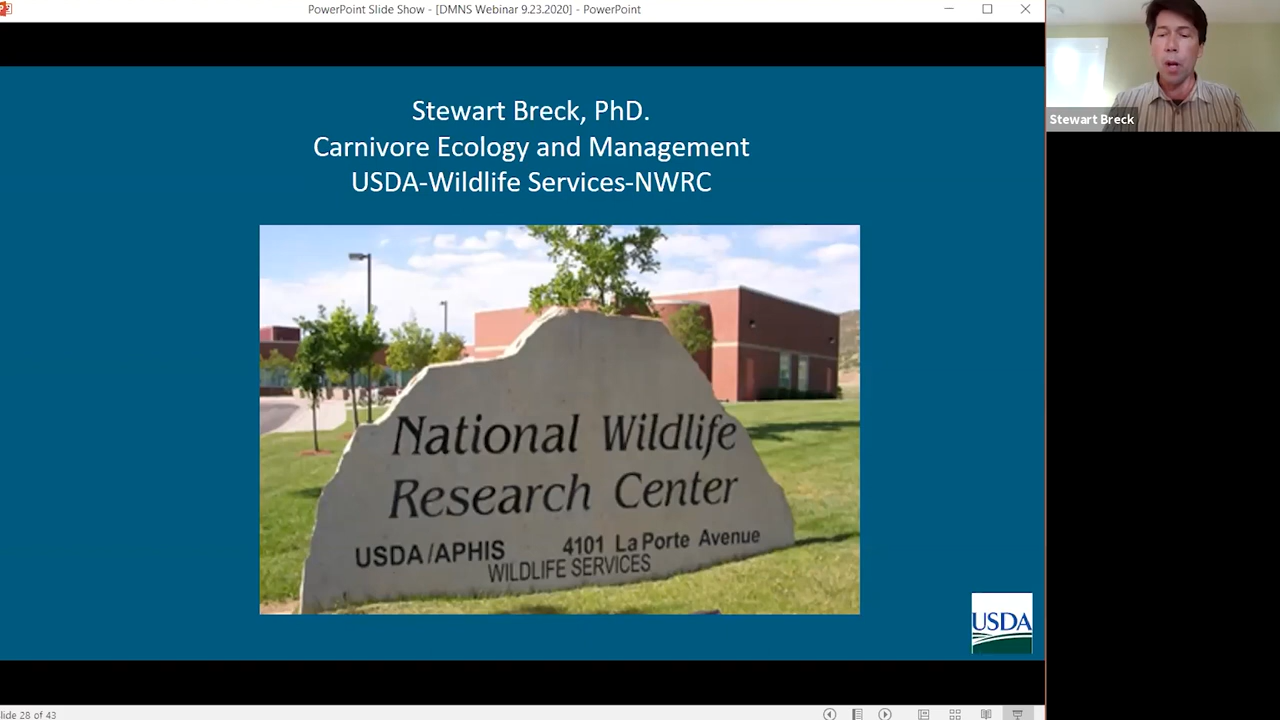 PowerPoint Slide Show - [DMNS Webinar 9.23.2020] - PowerPoint
Stewart Breck, PhD.
Carnivore Ecology and Management
USDA-Wildlife Services-NWRC
Stewart Breck
National Wildlife
Research Center
USDA/APHIS 4101 La Porte Avenue
WILDLIFE SERVICES
USDA
lide 28 of 43